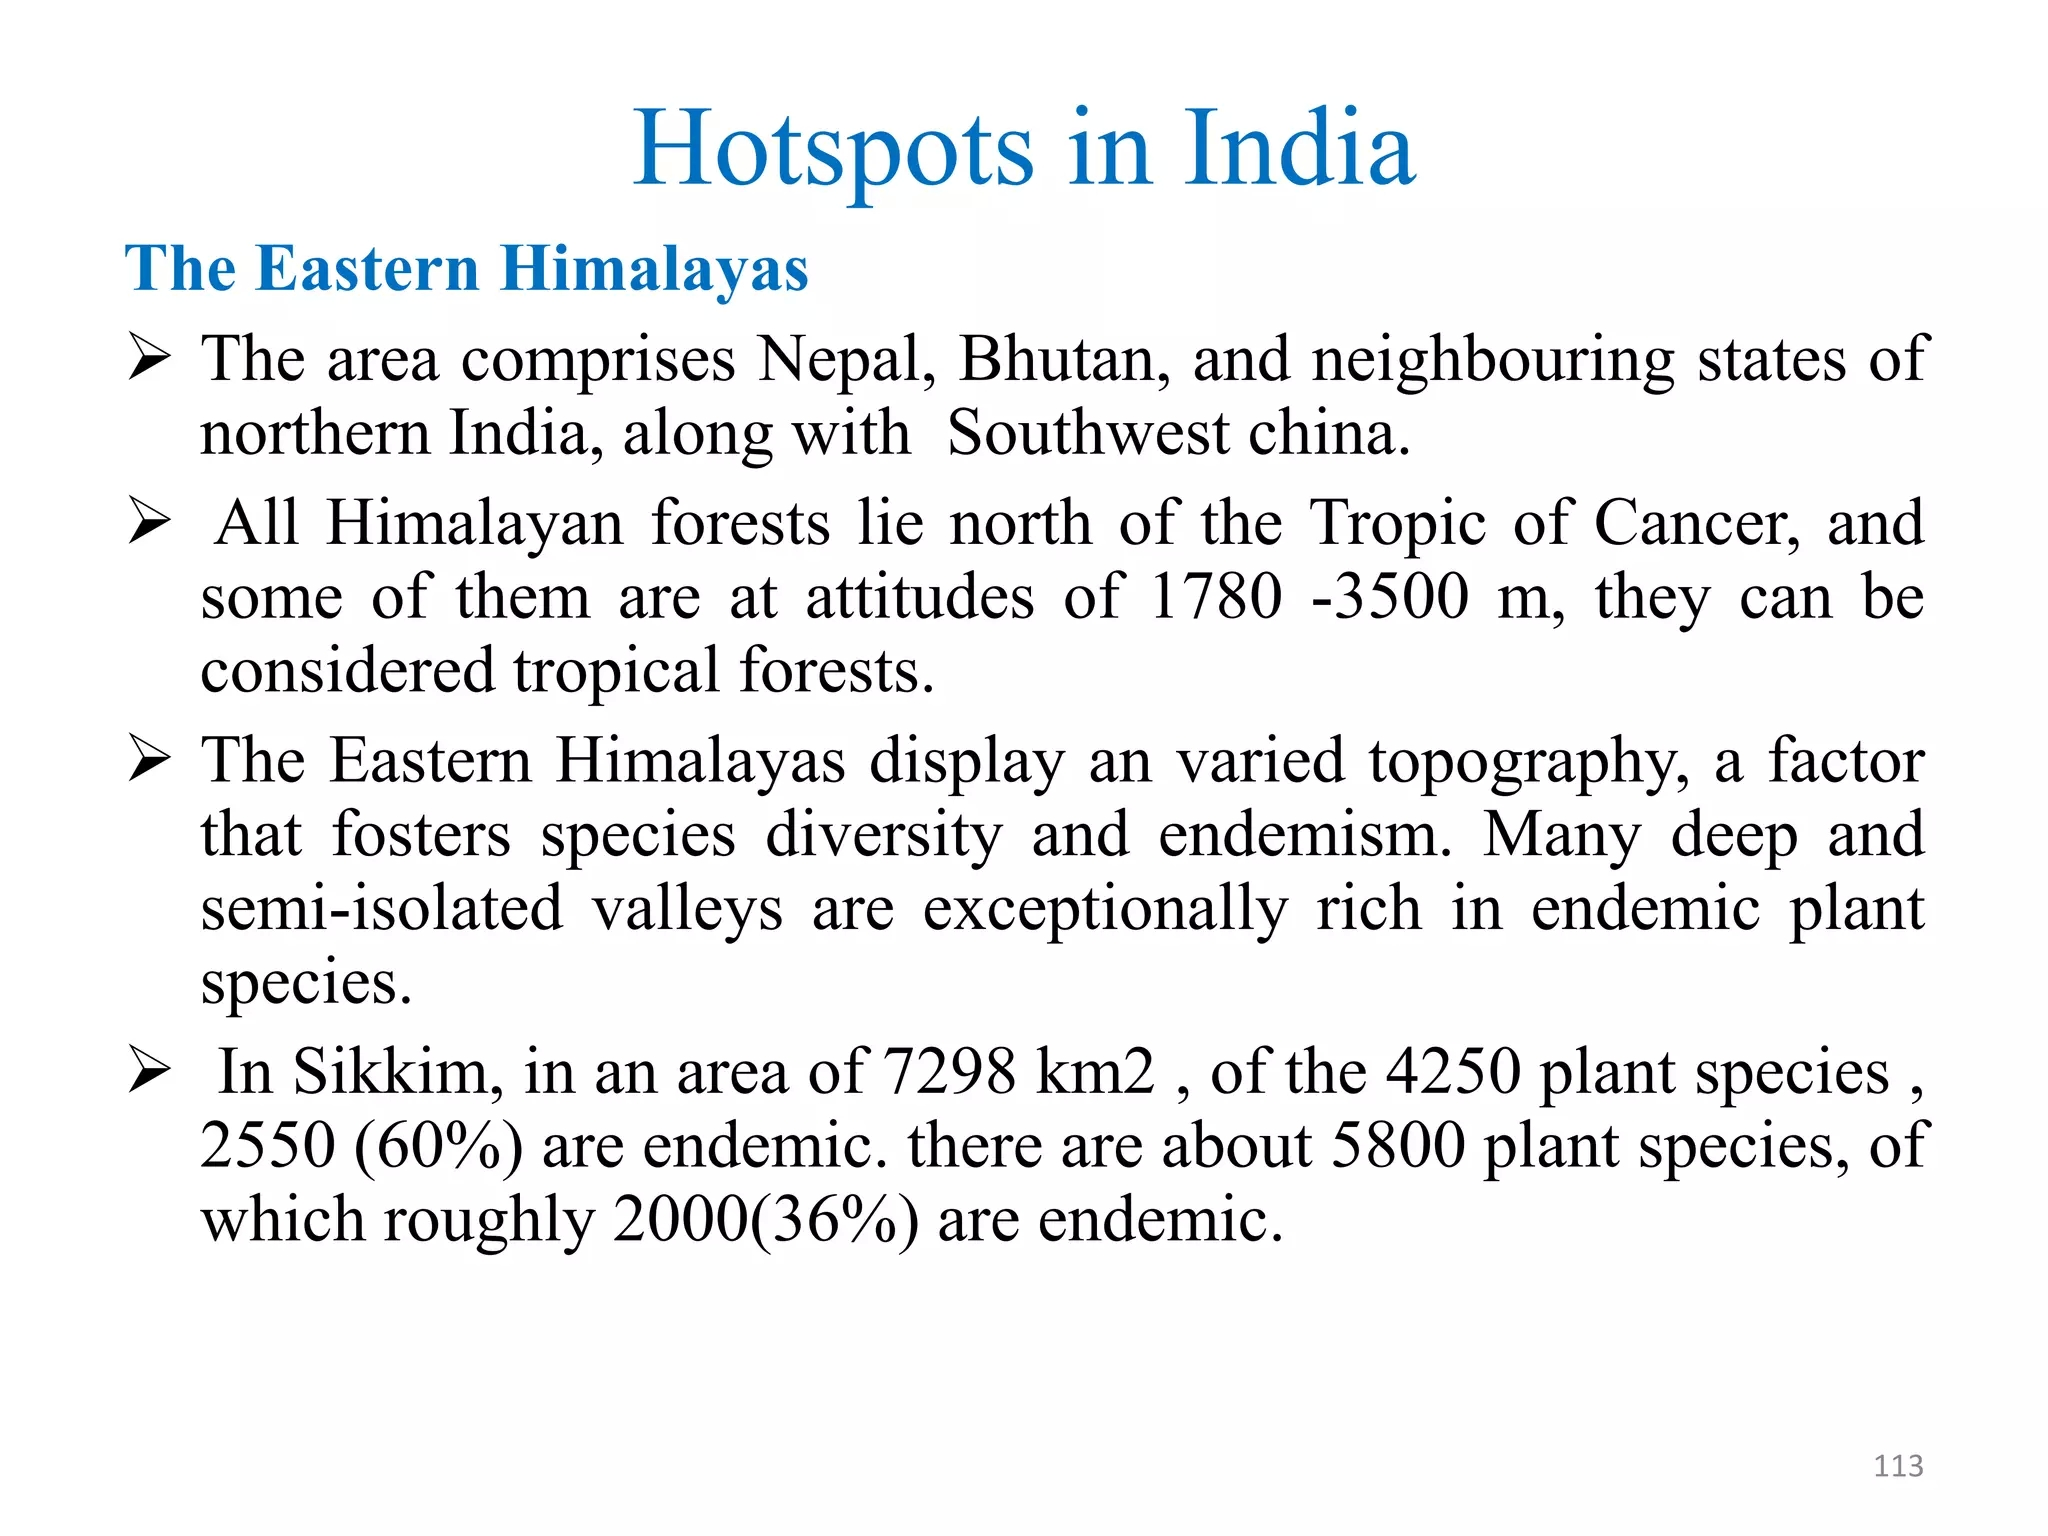 Hotspots in India
The Eastern Himalayas
➢ The area comprises Nepal, Bhutan, and neighbouring states of
northern India, along with  Southwest china.
➢ All Himalayan forests lie north of the Tropic of Cancer, and
some of them are at attitudes of 1780 -3500 m, they can be
considered tropical forests.
➢ The Eastern Himalayas display an varied topography, a factor
that fosters species diversity and endemism. Many deep and
semi-isolated valleys are exceptionally rich in endemic plant
species.
➢ In Sikkim, in an area of 7298 km2 , of the 4250 plant species ,
2550 (60%) are endemic. there are about 5800 plant species, of
which roughly 2000(36%) are endemic.
113